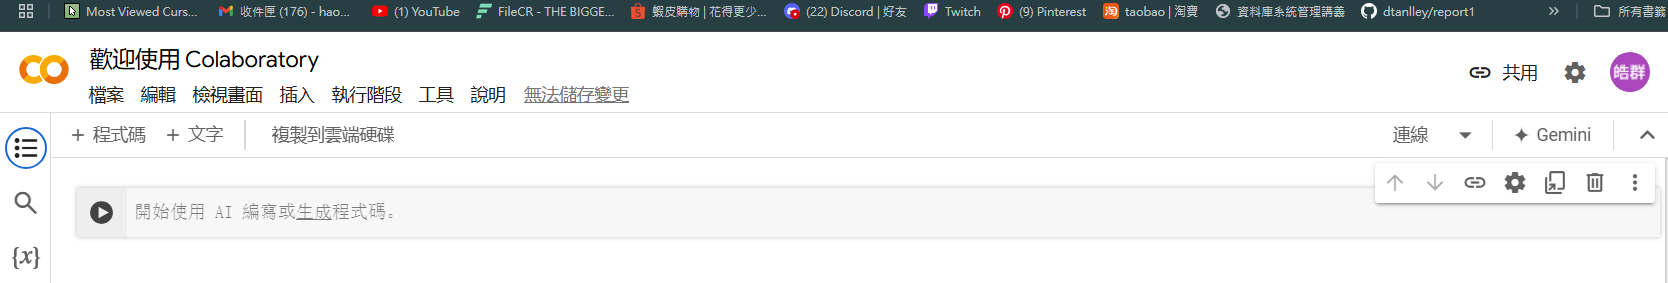 Most Viewed Curs... 收件匣 (176) - hao... (1) YouTube FileCR - THE BIGGE... 蝦皮購物 | 花得更少... (22) Discord | 好友 Twitch (9) Pinterest 淘 taobao | 淘寶 資料庫系統管理講義 dtanlley/report1 » 所有書籤
歡迎使用 Colaboratory
共用
皓群
檔案 編輯 檢視畫面 插入 執行階段 工具 說明 無法儲存變更
+ 程式碼 + 文字 複製到雲端硬碟 連線 Gemini
開始使用 AI 編寫或生成程式碼。
{x}